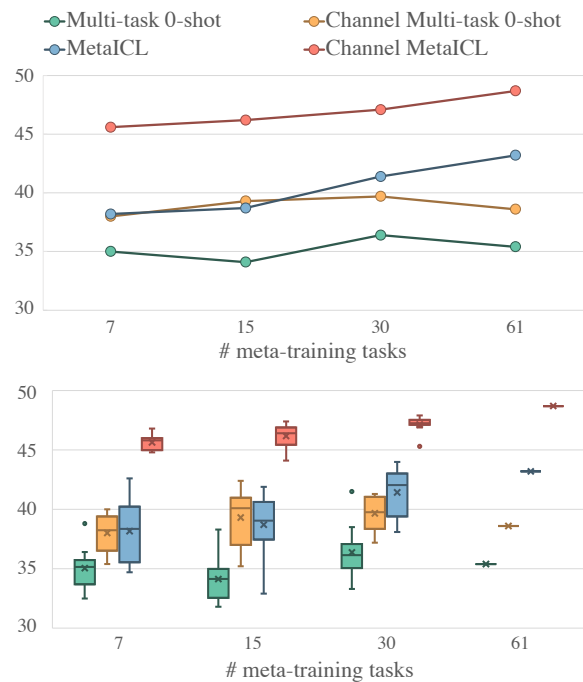 Multi-task 0-shot
Channel Multi-task 0-shot
MetaICL
Channel MetaICL
50
45
40
35
30
7 15 30 61
# meta-training tasks
50
45
40
35
30
7 15 30 61
# meta-training tasks